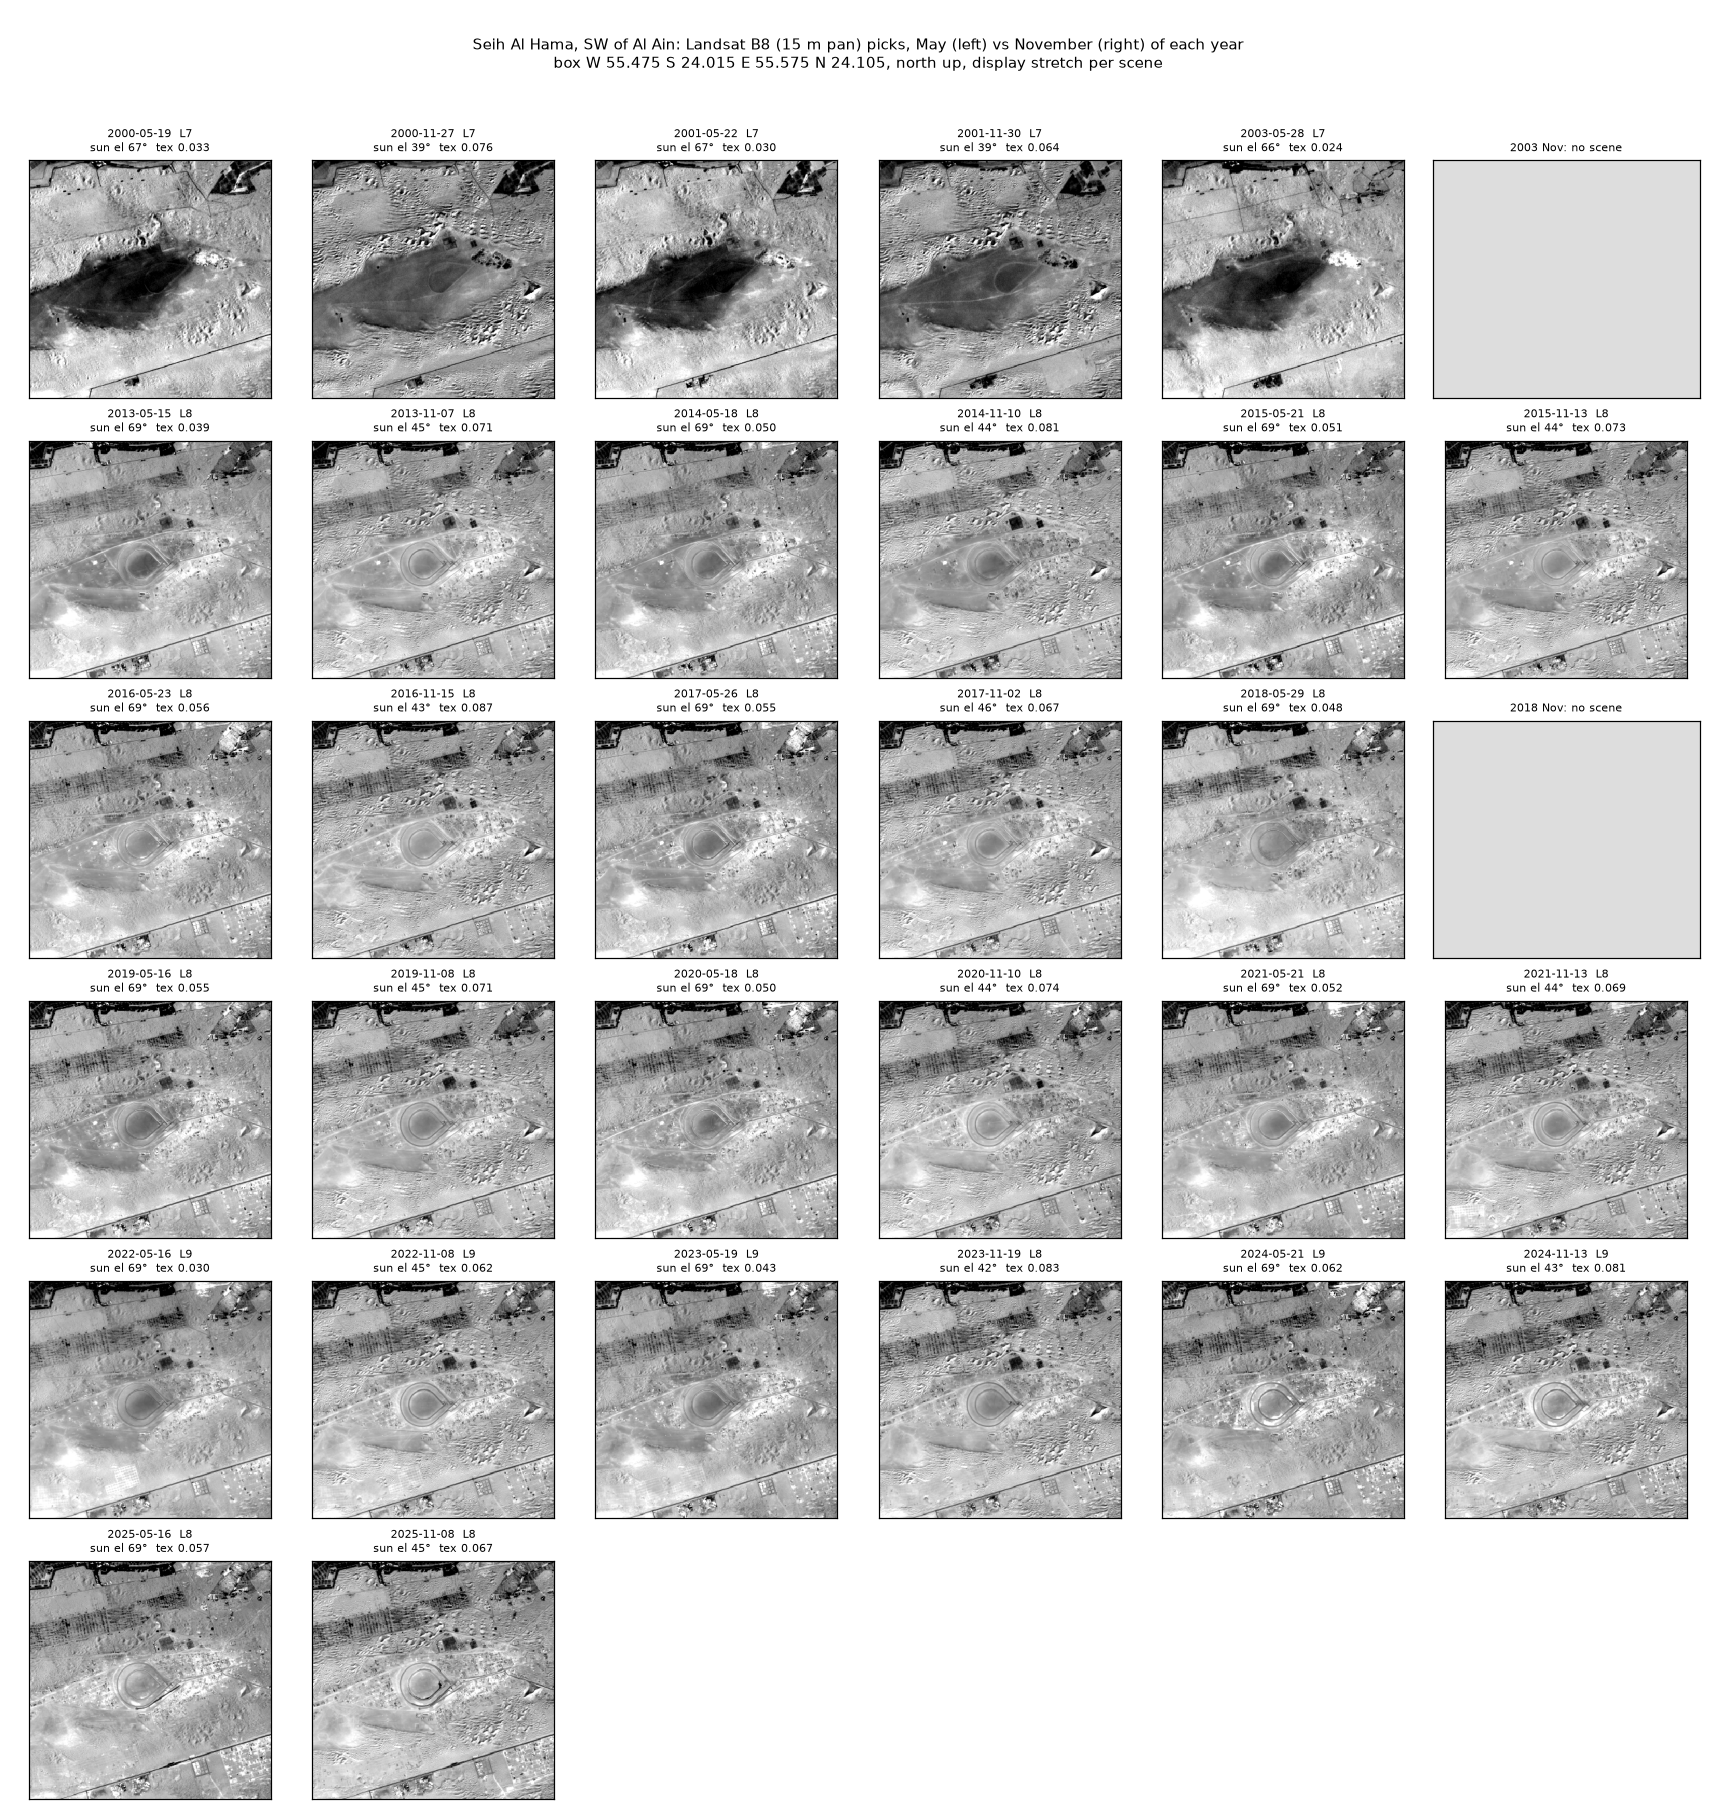 Seih Al Hama, SW of Al Ain: Landsat B8 (15 m pan) picks, May (left) vs November (right) of each year
box W 55.475 S 24.015 E 55.575 N 24.105, north up, display stretch per scene
2000-05-19 L7
sun el 67° tex 0.033
2000-11-27 L7
sun el 39° tex 0.076
2001-05-22 L7
sun el 67° tex 0.030
2001-11-30 L7
sun el 39° tex 0.064
2003-05-28 L7
sun el 66° tex 0.024
2003 Nov: no scene
2013-05-15 L8
sun el 69° tex 0.039
2013-11-07 L8
sun el 45° tex 0.071
2014-05-18 L8
sun el 69° tex 0.050
2014-11-10 L8
sun el 44° tex 0.081
2015-05-21 L8
sun el 69° tex 0.051
2015-11-13 L8
sun el 44° tex 0.073
2016-05-23 L8
sun el 69° tex 0.056
2016-11-15 L8
sun el 43° tex 0.087
2017-05-26 L8
sun el 69° tex 0.055
2017-11-02 L8
sun el 46° tex 0.067
2018-05-29 L8
sun el 69° tex 0.048
2018 Nov: no scene
2019-05-16 L8
sun el 69° tex 0.055
2019-11-08 L8
sun el 45° tex 0.071
2020-05-18 L8
sun el 69° tex 0.050
2020-11-10 L8
sun el 44° tex 0.074
2021-05-21 L8
sun el 69° tex 0.052
2021-11-13 L8
sun el 44° tex 0.069
2022-05-16 L9
sun el 69° tex 0.030
2022-11-08 L9
sun el 45° tex 0.062
2023-05-19 L9
sun el 69° tex 0.043
2023-11-19 L8
sun el 42° tex 0.083
2024-05-21 L9
sun el 69° tex 0.062
2024-11-13 L9
sun el 43° tex 0.081
2025-05-16 L8
sun el 69° tex 0.057
2025-11-08 L8
sun el 45° tex 0.067